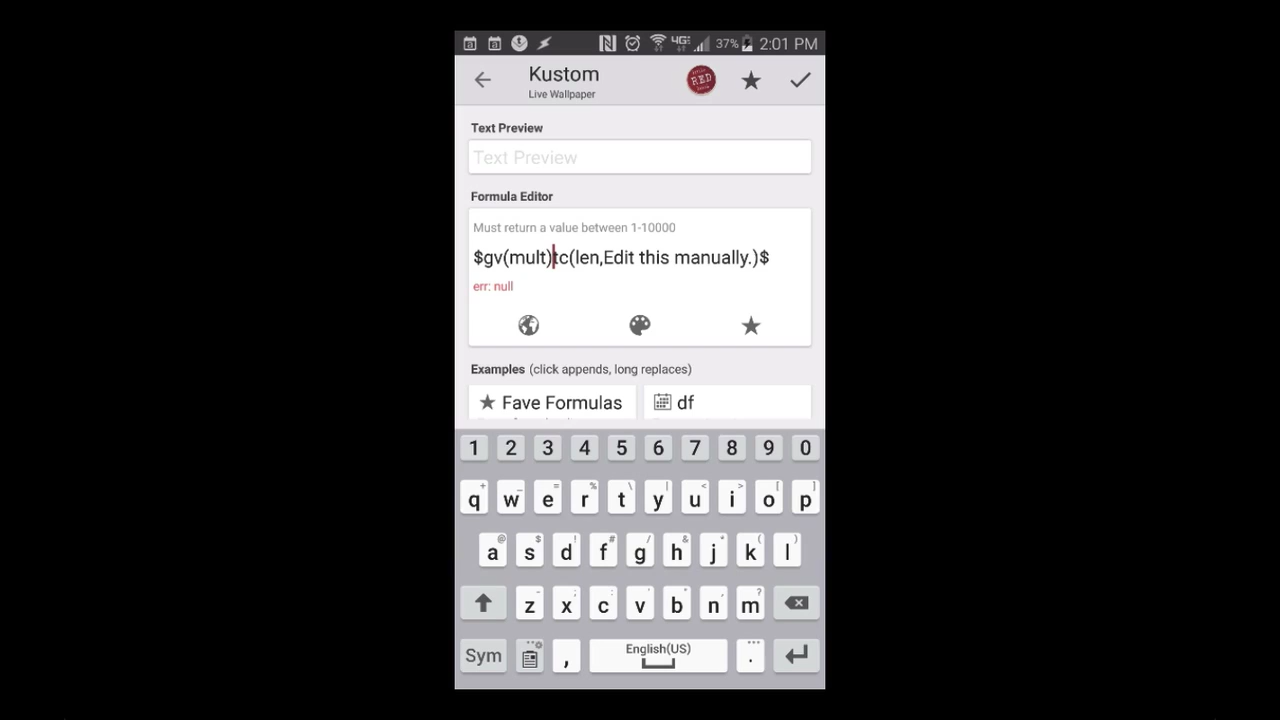 37% 2:01 PM
Kustom
Live Wallpaper
RED
Text Preview
Text Preview
Formula Editor
Must return a value between 1-10000
$gv(mult)tc(len,Edit this manually.)$
err: null
Examples (click appends, long replaces)
Fave Formulas
df
1 2 3 4 5 6 7 8 9 0
q w e r t y u i o p
a s d f g h j k l
z x c v b n m
Sym , English(US) .